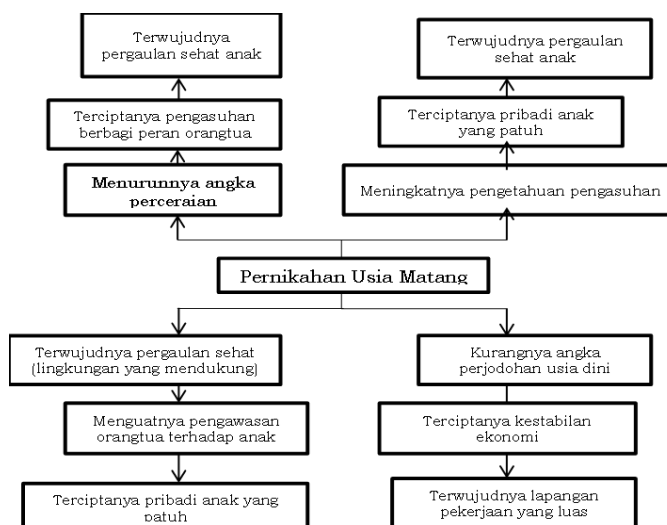 Terwujudnya
pergaulan sehat anak
Terwujudnya pergaulan
sehat anak
Terciptanya pengasuhan
berbagi peran orangtua
Terciptanya pribadi anak
yang patuh
Menurunnya angka
perceraian
Meningkatnya pengetahuan pengasuhan
Pernikahan Usia Matang
Terwujudnya pergaulan sehat
(lingkungan yang mendukung)
Kurangnya angka
perjodohan usia dini
Menguatnya pengawasan
orangtua terhadap anak
Terciptanya kestabilan
ekonomi
Terciptanya pribadi anak yang
patuh
Terwujudnya lapangan
pekerjaan yang luas